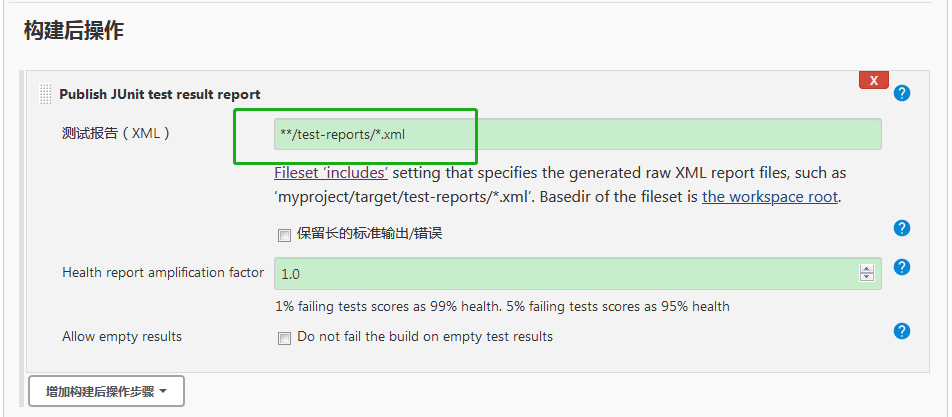 构建后操作
X
Publish JUnit test result report
?
测试报告（XML）
**/test-reports/*.xml
Fileset ‘includes’ setting that specifies the generated raw XML report files, such as
‘myproject/target/test-reports/*.xml’. Basedir of the fileset is the workspace root.
保留长的标准输出/错误
?
Health report amplification factor
1.0
?
1% failing tests scores as 99% health. 5% failing tests scores as 95% health
Allow empty results
Do not fail the build on empty test results
?
增加构建后操作步骤